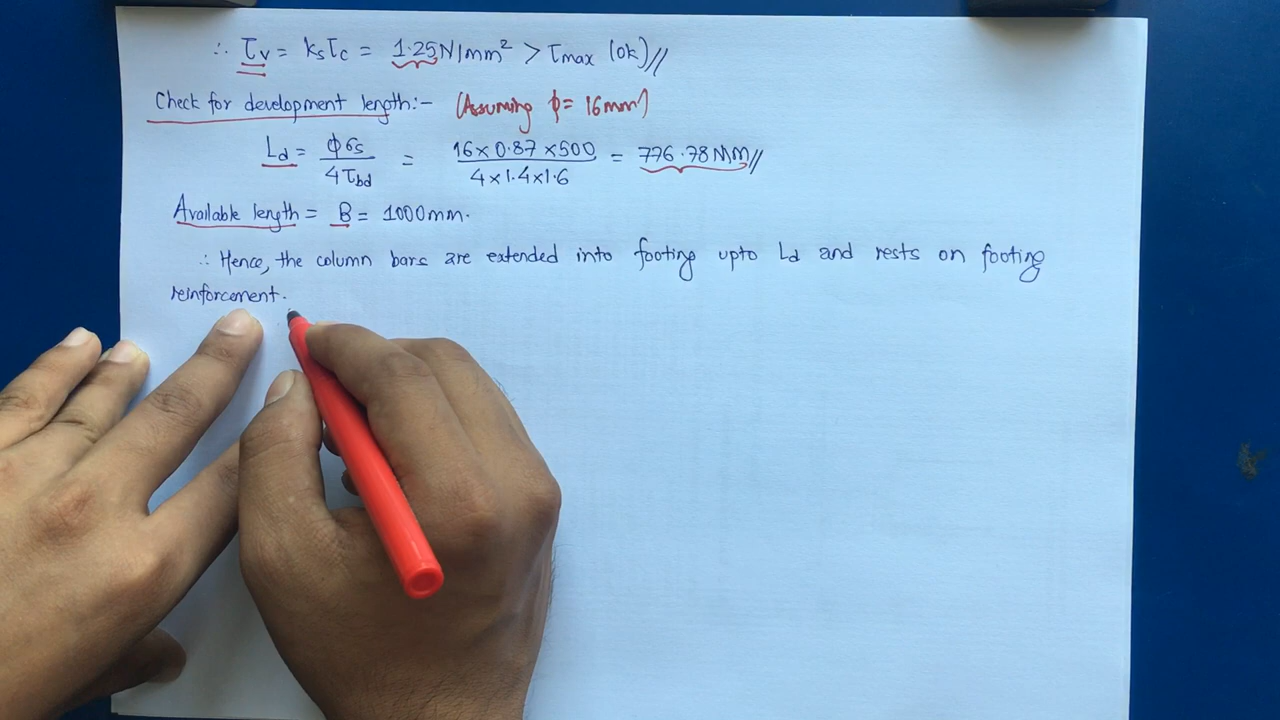 ∴ τv = ksτc = 1.25N/mm² > τmax (ok)//
Check for development length:- (Assuming ϕ= 16mm)
Ld = ϕσs / 4τbd = 16×0.87×500 / 4×1.4×1.6 = 776.78MM//
Available length = B = 1000mm.
∴ Hence, the column bars are extended into footing upto Ld and rests on footing
reinforcement.